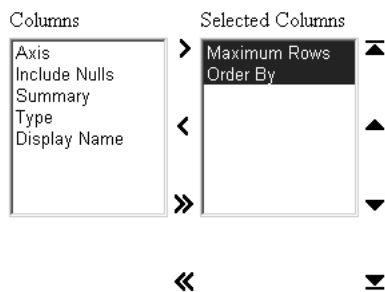 Columns
Selected Columns
Axis
Include Nulls
Summary
Type
Display Name
Maximum Rows
Order By